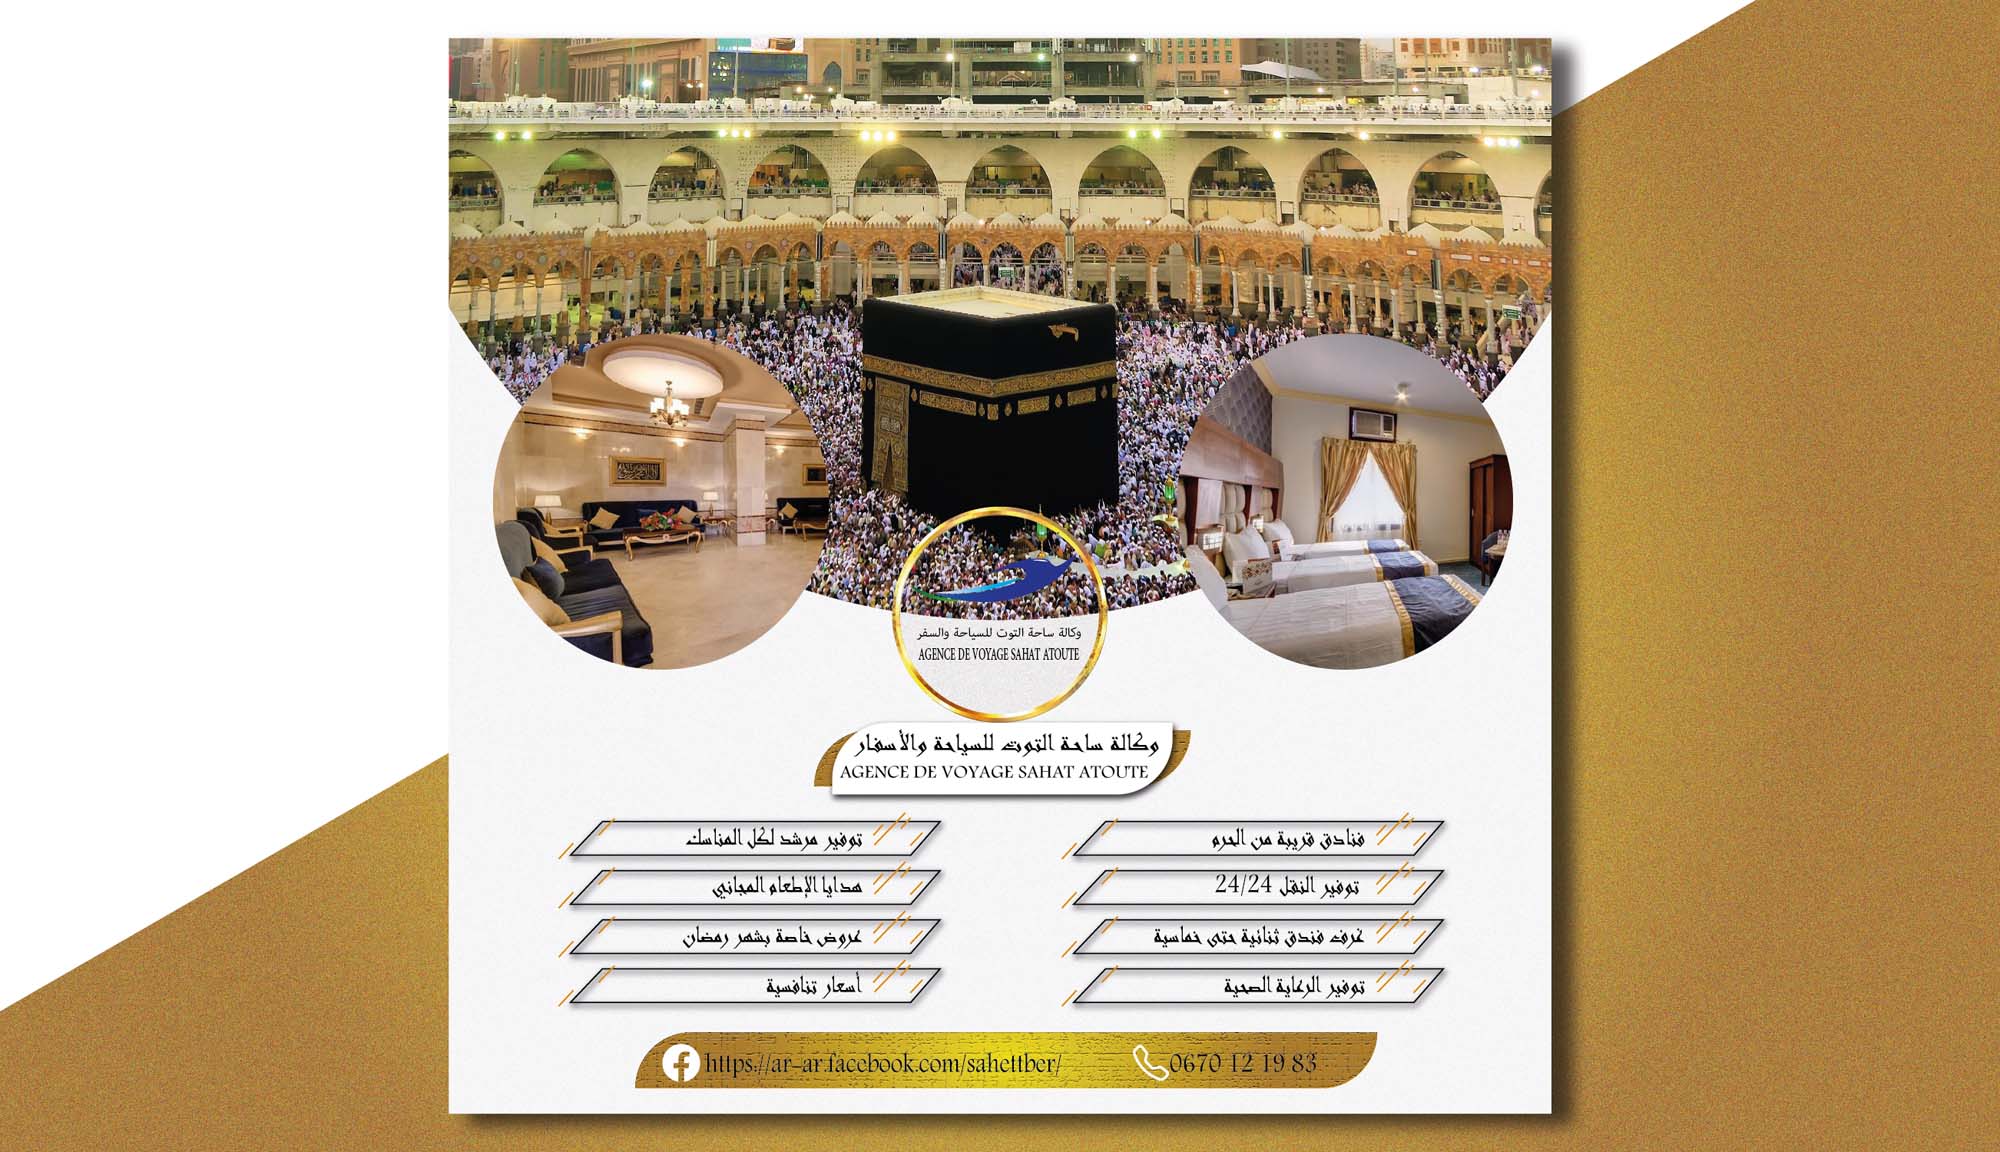 وكالة ساحة التوت للسياحة والسفر
AGENCE DE VOYAGE SAHAT ATOUTE
وكالة ساحة التوت للسياحة والأسفار
AGENCE DE VOYAGE SAHAT ATOUTE
فنادق قريبة من الحرم
توفير النقل 24/24
غرف فندق ثنائية حتى خماسية
توفير الرعاية الصحية
توفير مرشد لكل المناسك
هدايا الإطعام المجاني
عروض خاصة بشهر رمضان
أسعار تنافسية
https://ar-ar.facebook.com/sahettber/
0670 12 19 83